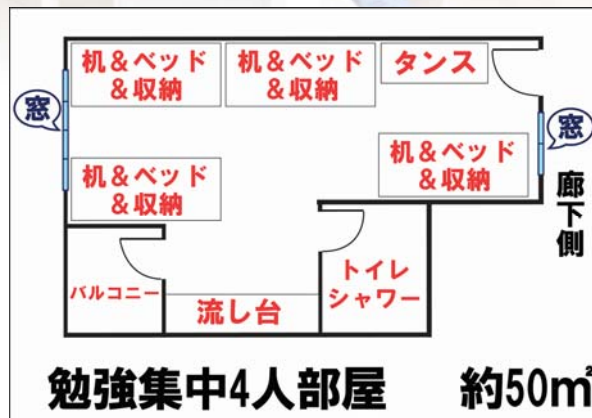 机&ベッド
&収納
机&ベッド
&収納
タンス
窓
窓
机&ベッド
&収納
机&ベッド
&収納
廊下側
バルコニー
流し台
トイレ
シャワー
勉強集中4人部屋 約50㎡